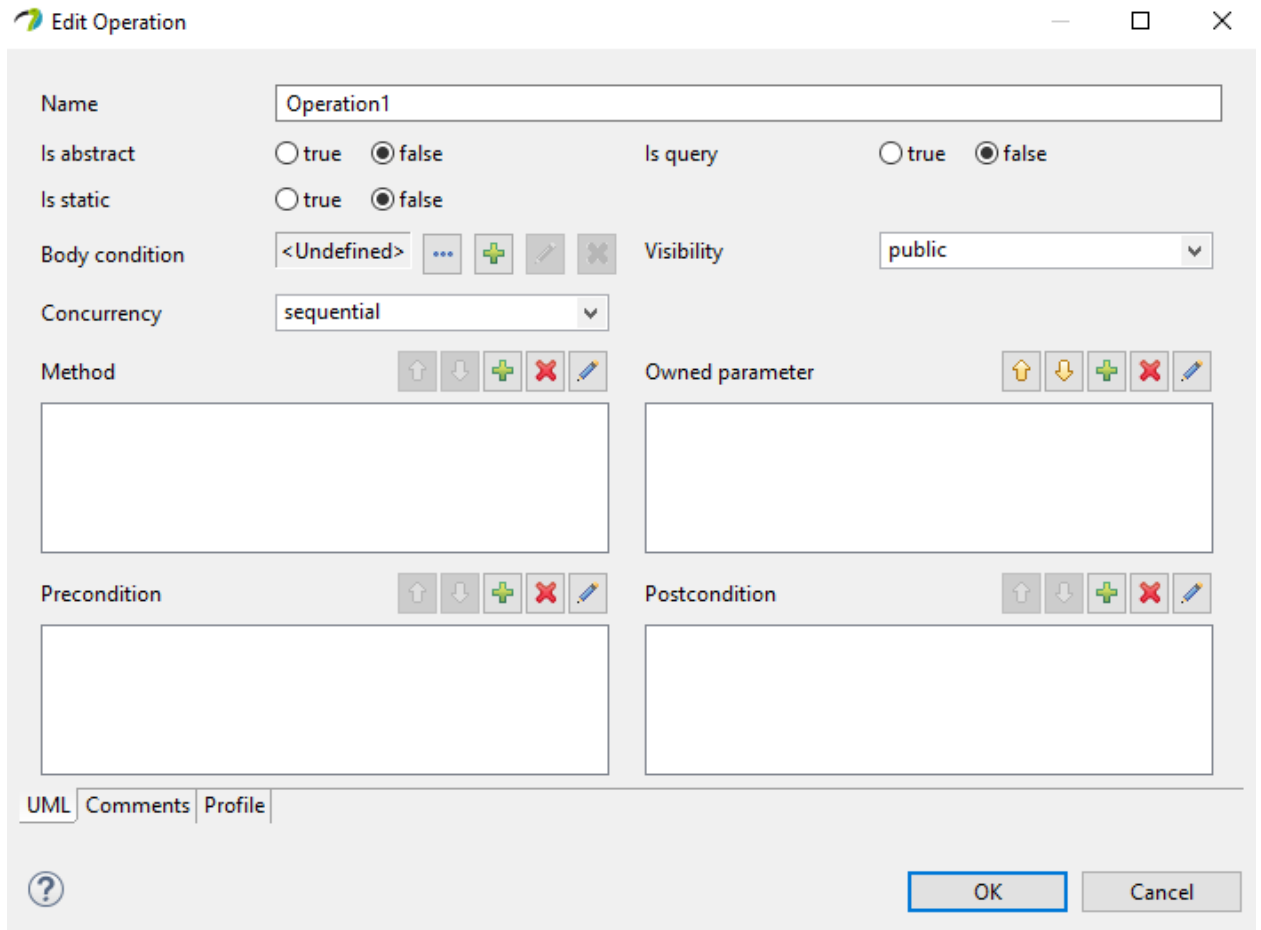 Edit Operation
Name Operation1
Is abstract true false Is query true false
Is static true false
Body condition <Undefined> Visibility public
Concurrency sequential
Method Owned parameter
Precondition Postcondition
UML Comments Profile
OK Cancel